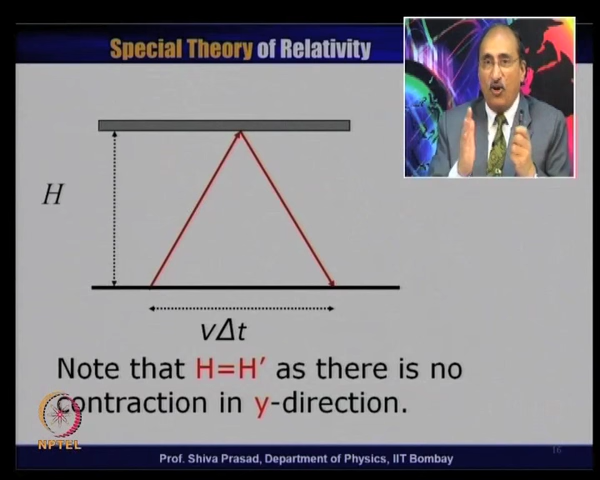 Special Theory of Relativity
H
vΔt
Note that H=H′ as there is no
contraction in y-direction.
NPTEL
Prof. Shiva Prasad, Department of Physics, IIT Bombay
16